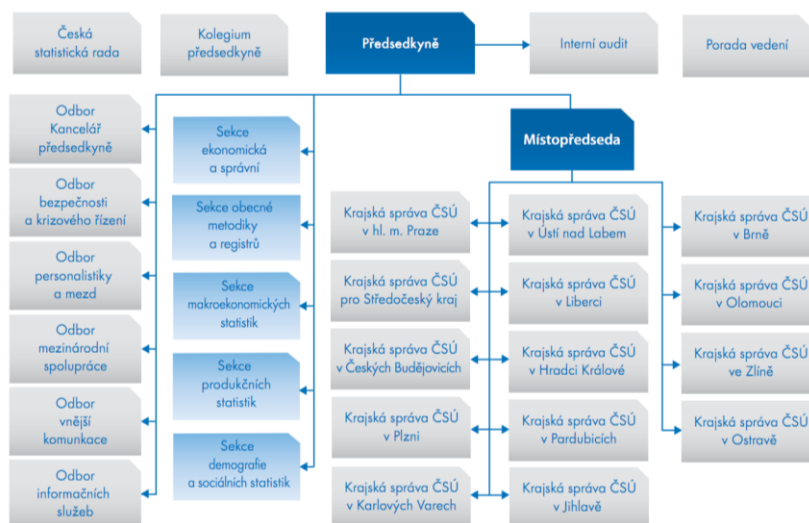 Česká
statistická rada
Kolegium
předsedkyně
Předsedkyně
Interní audit
Porada vedení
Odbor
Kancelář
předsedkyně
Odbor
bezpečnosti
a krizového řízení
Odbor
personalistiky
a mezd
Odbor
mezinárodní
spolupráce
Odbor
vnější
komunkace
Odbor
informačních
služeb
Sekce
ekonomická
a správní
Sekce obecné
metodiky
a registrů
Sekce
makroekonomických
statistik
Sekce
produkčních
statistik
Sekce
demografie
a sociálních statistik
Místopředseda
Krajská správa ČSÚ
v hl. m. Praze
Krajská správa ČSÚ
pro Středočeský kraj
Krajská správa ČSÚ
v Českých Budějovicích
Krajská správa ČSÚ
v Plzni
Krajská správa ČSÚ
v Karlových Varech
Krajská správa ČSÚ
v Ústí nad Labem
Krajská správa ČSÚ
v Liberci
Krajská správa ČSÚ
v Hradci Králové
Krajská správa ČSÚ
v Pardubicích
Krajská správa ČSÚ
v Jihlavě
Krajská správa ČSÚ
v Brně
Krajská správa ČSÚ
v Olomouci
Krajská správa ČSÚ
ve Zlíně
Krajská správa ČSÚ
v Ostravě